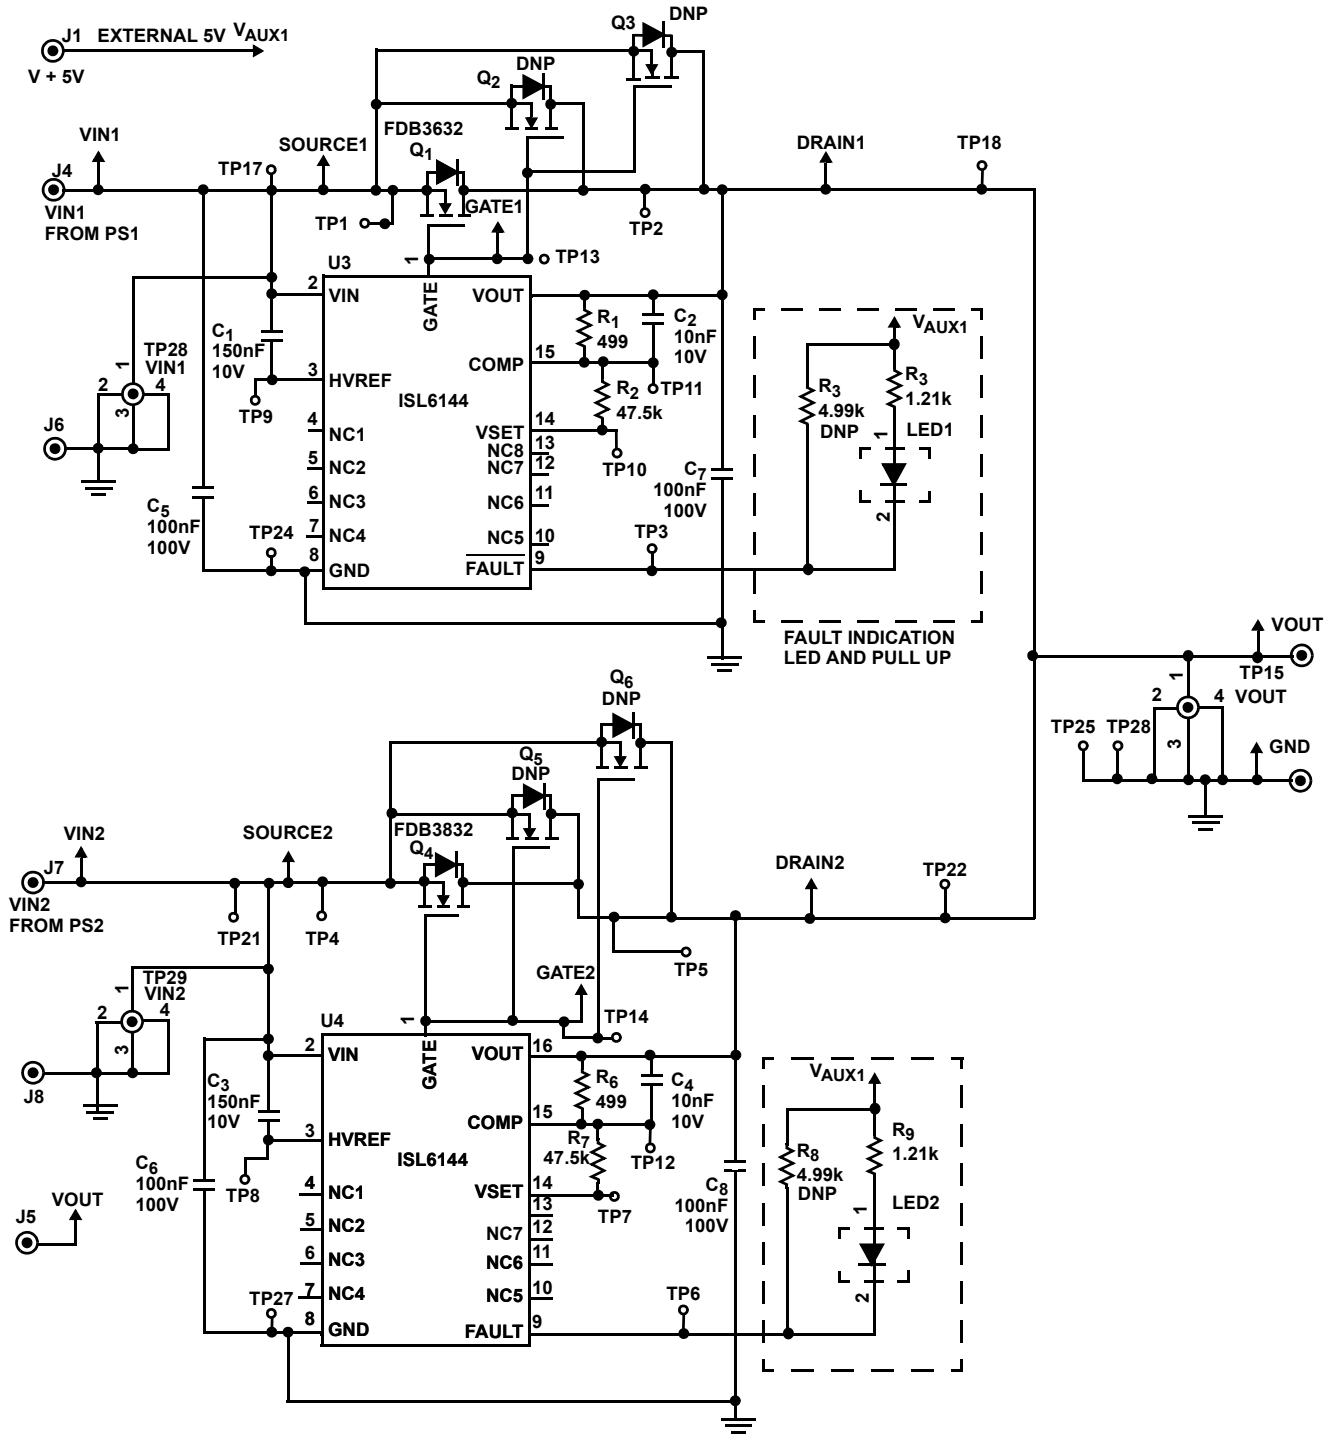 Q3
DNP
J1 EXTERNAL 5V VAUX1
V + 5V
DNP
Q2
VIN1
FDB3632
SOURCE1
Q1
DRAIN1
TP18
J4
TP17
VIN1
FROM PS1
TP1
GATE1
TP2
TP13
U3
1
2
VIN
GATE
VOUT
R1
499
C2
10nF
10V
VAUX1
C1
150nF
10V
TP28
VIN1
1
2
4
3
15
COMP
TP11
R3
4.99k
DNP
R3
1.21k
3
HVREF
TP9
ISL6144
R2
47.5k
J6
4
NC1
14
VSET
13
NC8
12
NC7
TP10
1
LED1
5
NC2
C7
100nF
100V
6
NC3
11
NC6
2
C5
100nF
100V
TP24
7
NC4
10
NC5
TP3
8
GND
9
FAULT
FAULT INDICATION
LED AND PULL UP
VOUT
TP15
VOUT
1
2
4
3
TP25
TP28
GND
Q6
DNP
Q5
DNP
VIN2
SOURCE2
FDB3832
Q4
DRAIN2
TP22
J7
VIN2
FROM PS2
TP21
TP4
TP5
GATE2
TP29
VIN2
1
2
4
3
U4
1
TP14
2
VIN
GATE
VOUT
16
J8
R6
499
C4
10nF
10V
VAUX1
C3
150nF
10V
COMP
15
3
HVREF
R7
47.5k
TP12
R8
4.99k
DNP
R9
1.21k
C6
100nF
100V
TP8
ISL6144
4
NC1
VSET
14
13
TP7
C8
100nF
100V
1
LED2
VOUT
J5
5
NC2
NC7
12
6
NC3
NC6
11
2
TP27
7
NC4
NC5
10
TP6
8
GND
FAULT
9